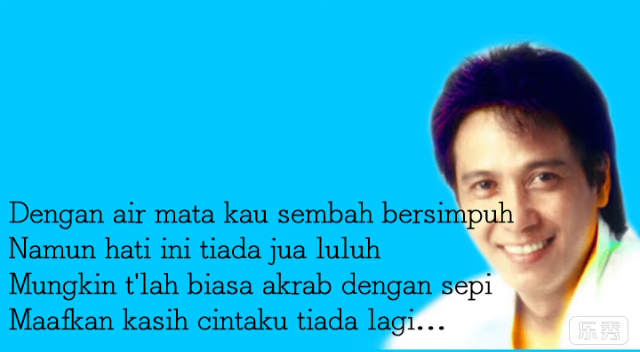 Dengan air mata kau sembah bersimpuh
Namun hati ini tiada jua luluh
Mungkin t'lah biasa akrab dengan sepi
Maafkan kasih cintaku tiada lagi...
乐秀